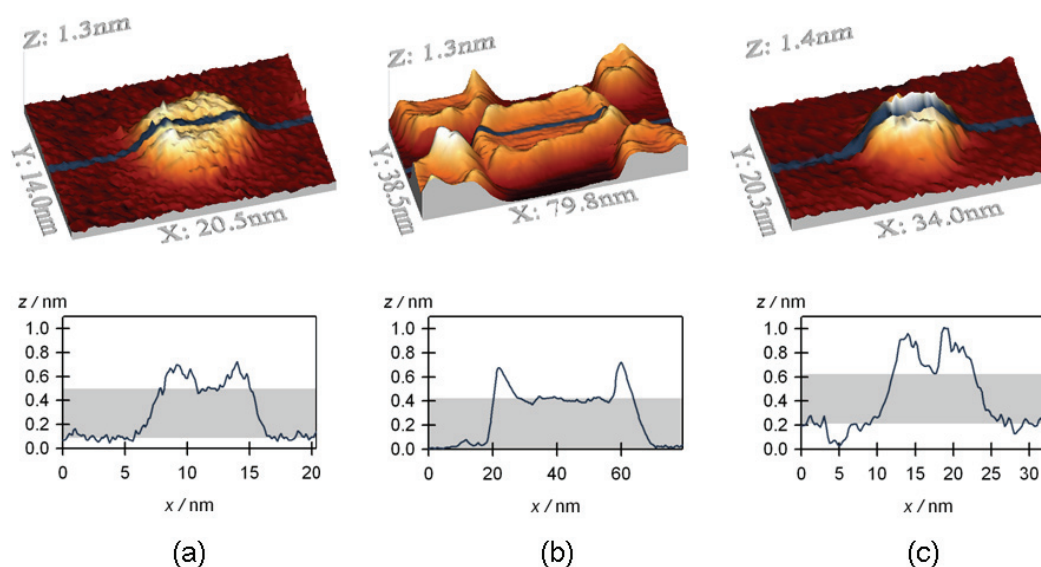 Z: 1.3nm
Y: 14.0nm
X: 20.5nm
Z: 1.3nm
Y: 38.5nm
X: 79.8nm
Z: 1.4nm
Y: 20.3nm
X: 34.0nm
z / nm
1.0
0.8
0.6
0.4
0.2
0.0
0 5 10 15 20
x / nm
z / nm
1.0
0.8
0.6
0.4
0.2
0.0
0 20 40 60
x / nm
z / nm
1.0
0.8
0.6
0.4
0.2
0.0
0 5 10 15 20 25 30
x / nm
(a) (b) (c)